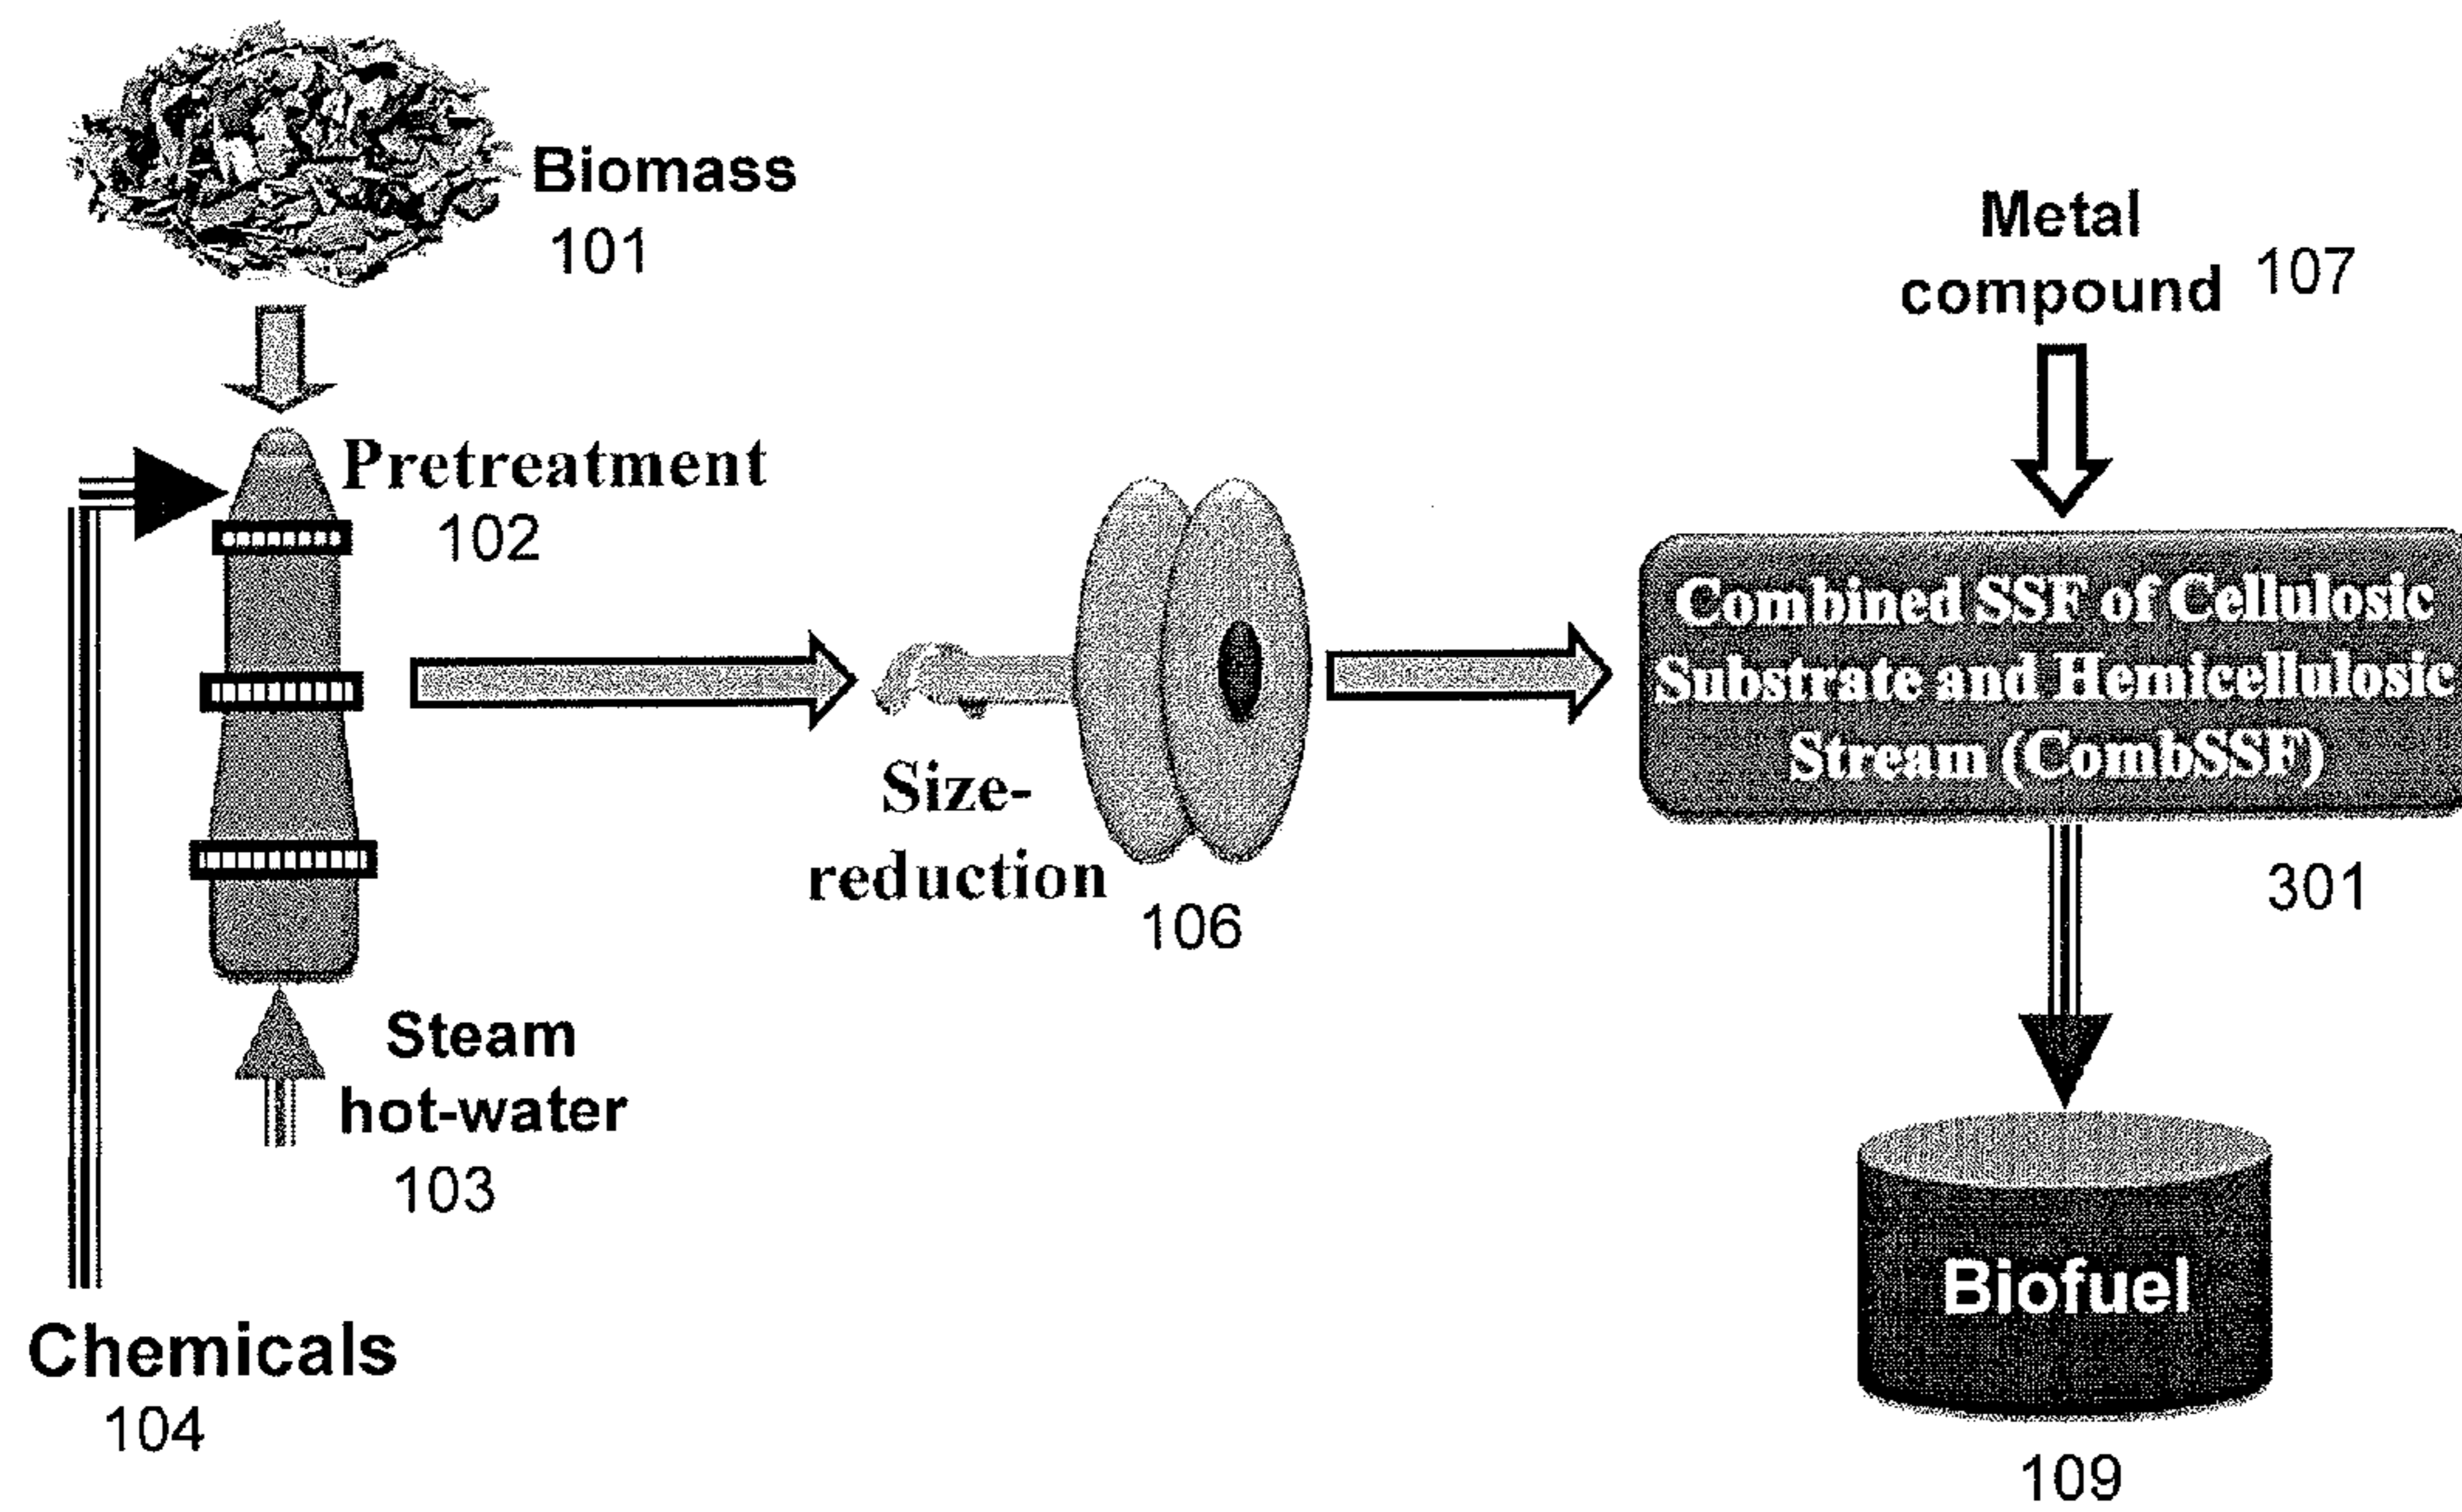 Biomass
101
Metal
compound 107
Pretreatment
102
Combined SSF of Cellulosic
Substrate and Hemicellulosic
Stream (CombSSF)
301
Size-
reduction
106
Steam
hot-water
103
Chemicals
104
Biofuel
109